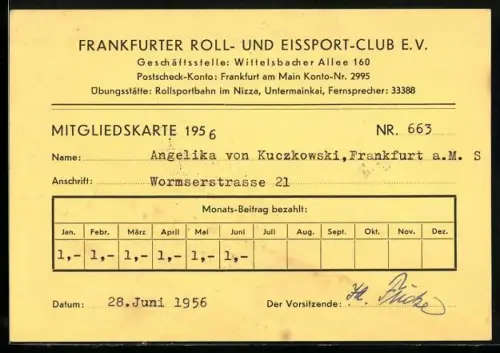 FRANKFURTER ROLL- UND EISSPORT-CLUB E. V.
Geschäftsstelle: Wittelsbacher Allee 160
Postscheck-Konto: Frankfurt am Main Konto-Nr. 2995
Übungsstätte: Rollsportbahn im Nizza, Untermainkai, Fernsprecher: 33388
MITGLIEDSKARTE 1956 NR. 663
Name: Angelika von Kuczkowski,Frankfurt a.M. S
Anschrift: Wormserstrasse 21
Monats-Beitrag bezahlt:
Jan. Febr. März April Mai Juni Juli Aug. Sept. Okt. Nov. Dez.
1,- 1,- 1,- 1,- 1,- 1,-
Datum: 28.Juni 1956 Der Vorsitzende: